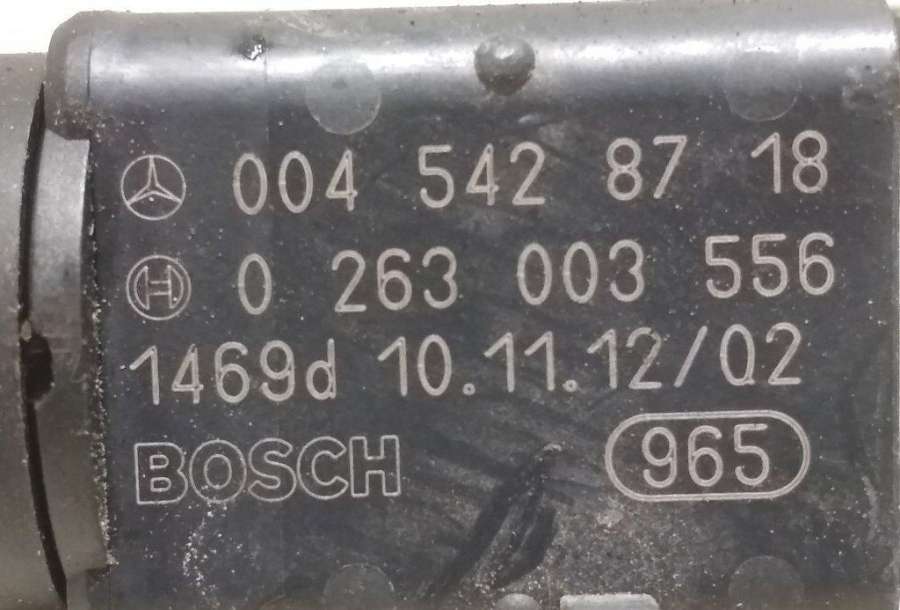 004 542 87 18
0 263 003 556
1469d 10.11.12/02
BOSCH 965